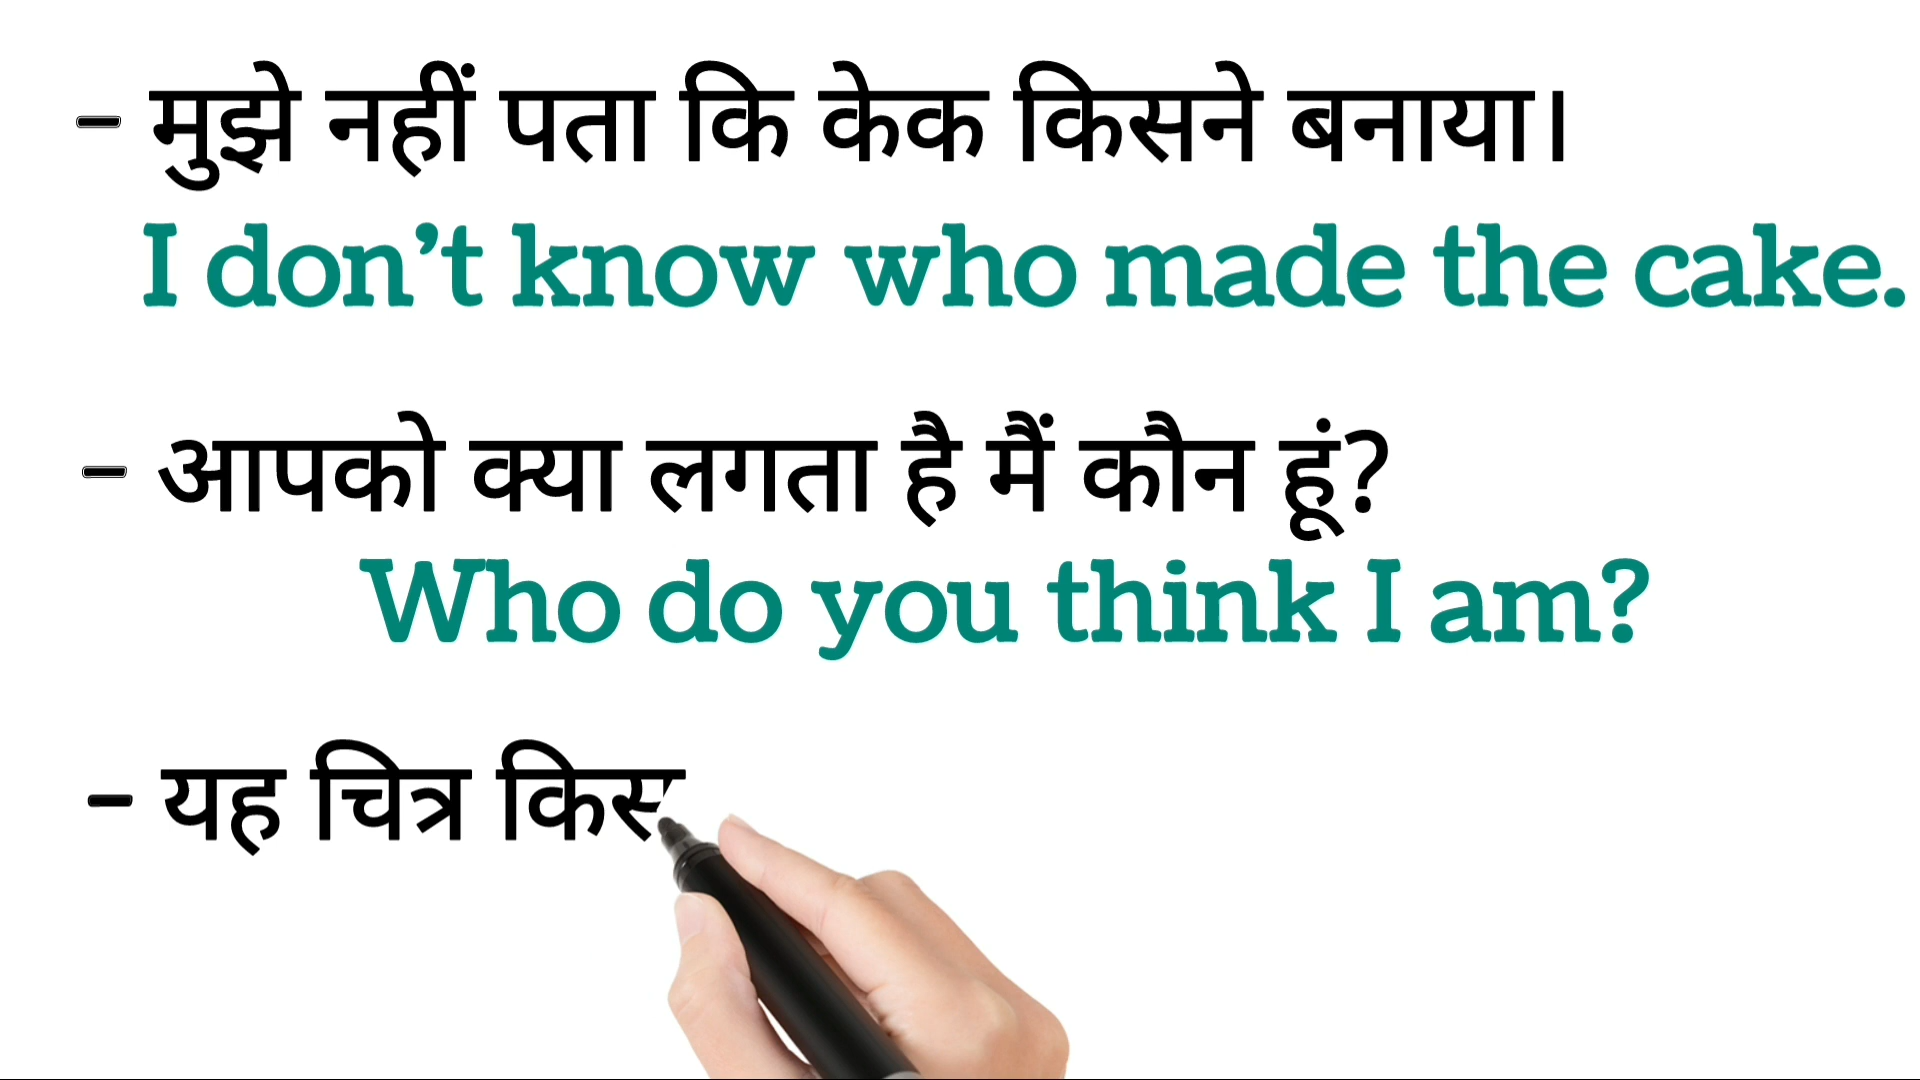 - मुझे नहीं पता कि केक किसने बनाया।
I don’t know who made the cake.
- आपको क्या लगता है मैं कौन हूं?
Who do you think I am?
- यह चित्र किस